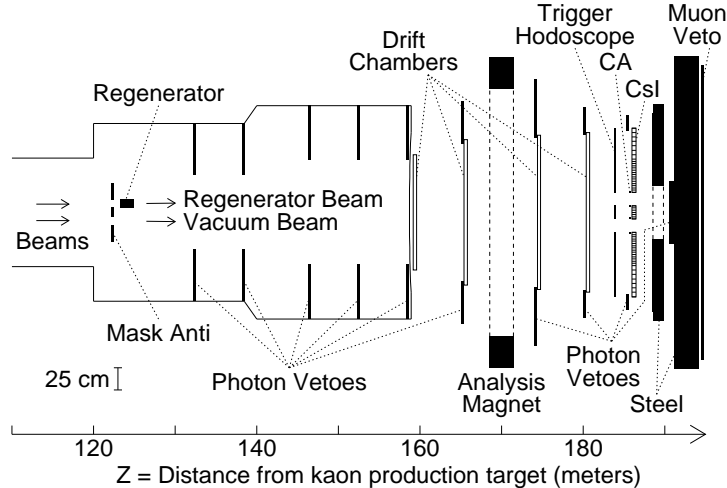 Trigger
Hodoscope
Muon
Veto
Drift
Chambers
CA
CsI
Regenerator
Regenerator Beam
Vacuum Beam
Beams
Mask Anti
25 cm
Photon Vetoes
Analysis
Magnet
Photon
Vetoes
Steel
120 140 160 180
Z = Distance from kaon production target (meters)